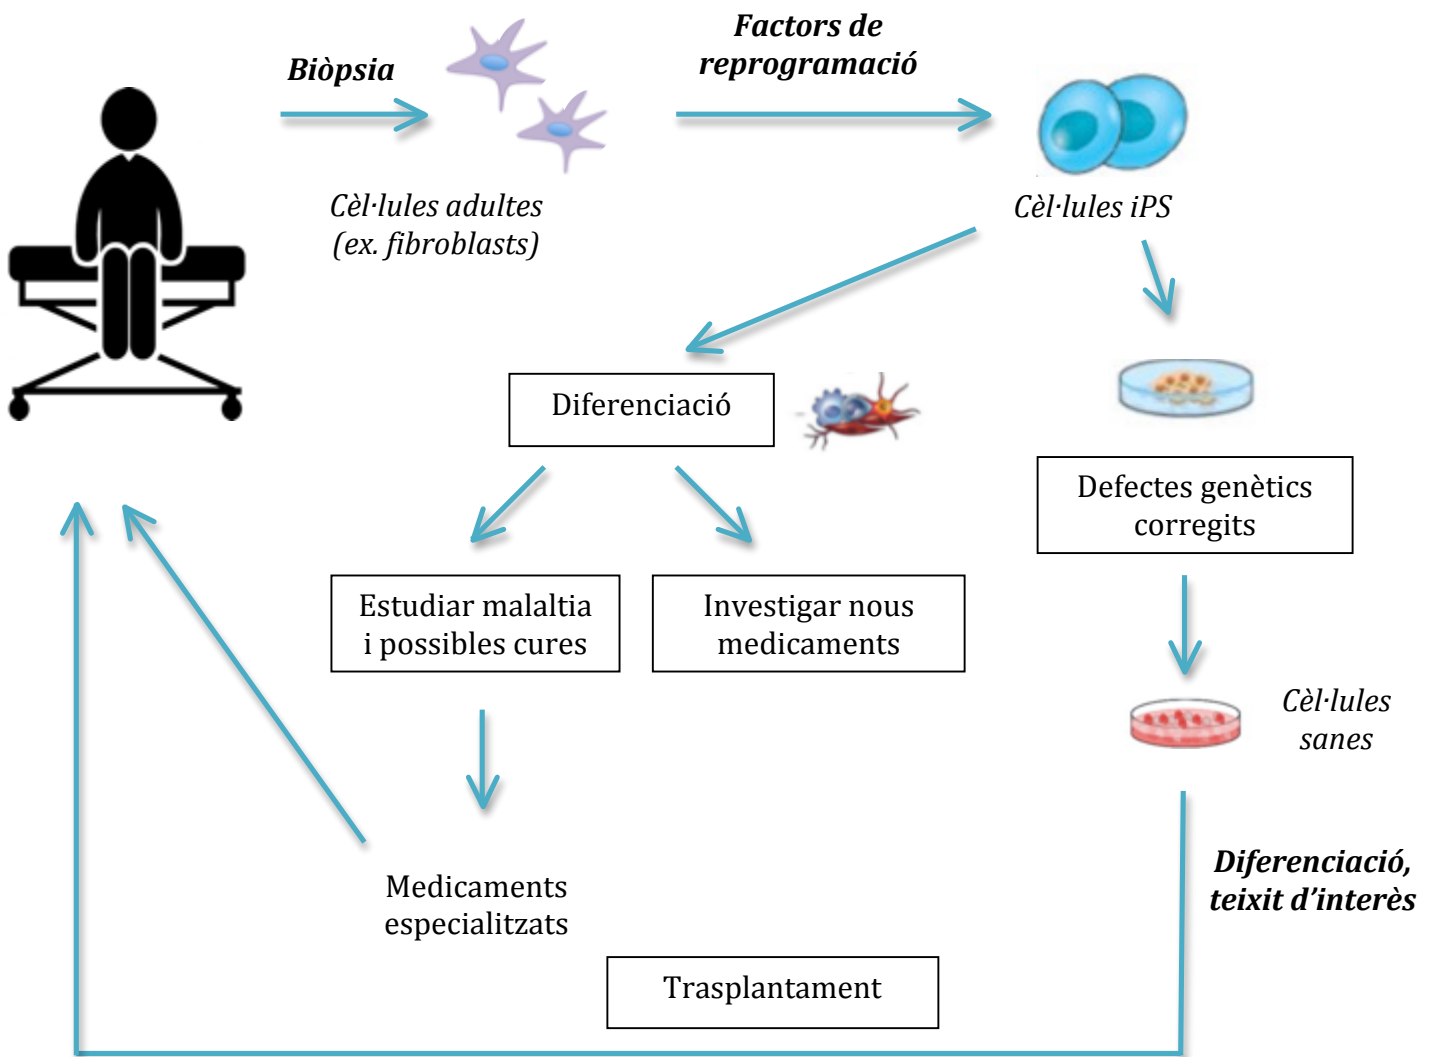 Biòpsia
Factors de
reprogramació
Cèl·lules adultes
(ex. fibroblasts)
Cèl·lules iPS
Diferenciació
Defectes genètics
corregits
Estudiar malaltia
i possibles cures
Investigar nous
medicaments
Cèl·lules
sanes
Medicaments
especialitzats
Diferenciació,
teixit d’interès
Trasplantament